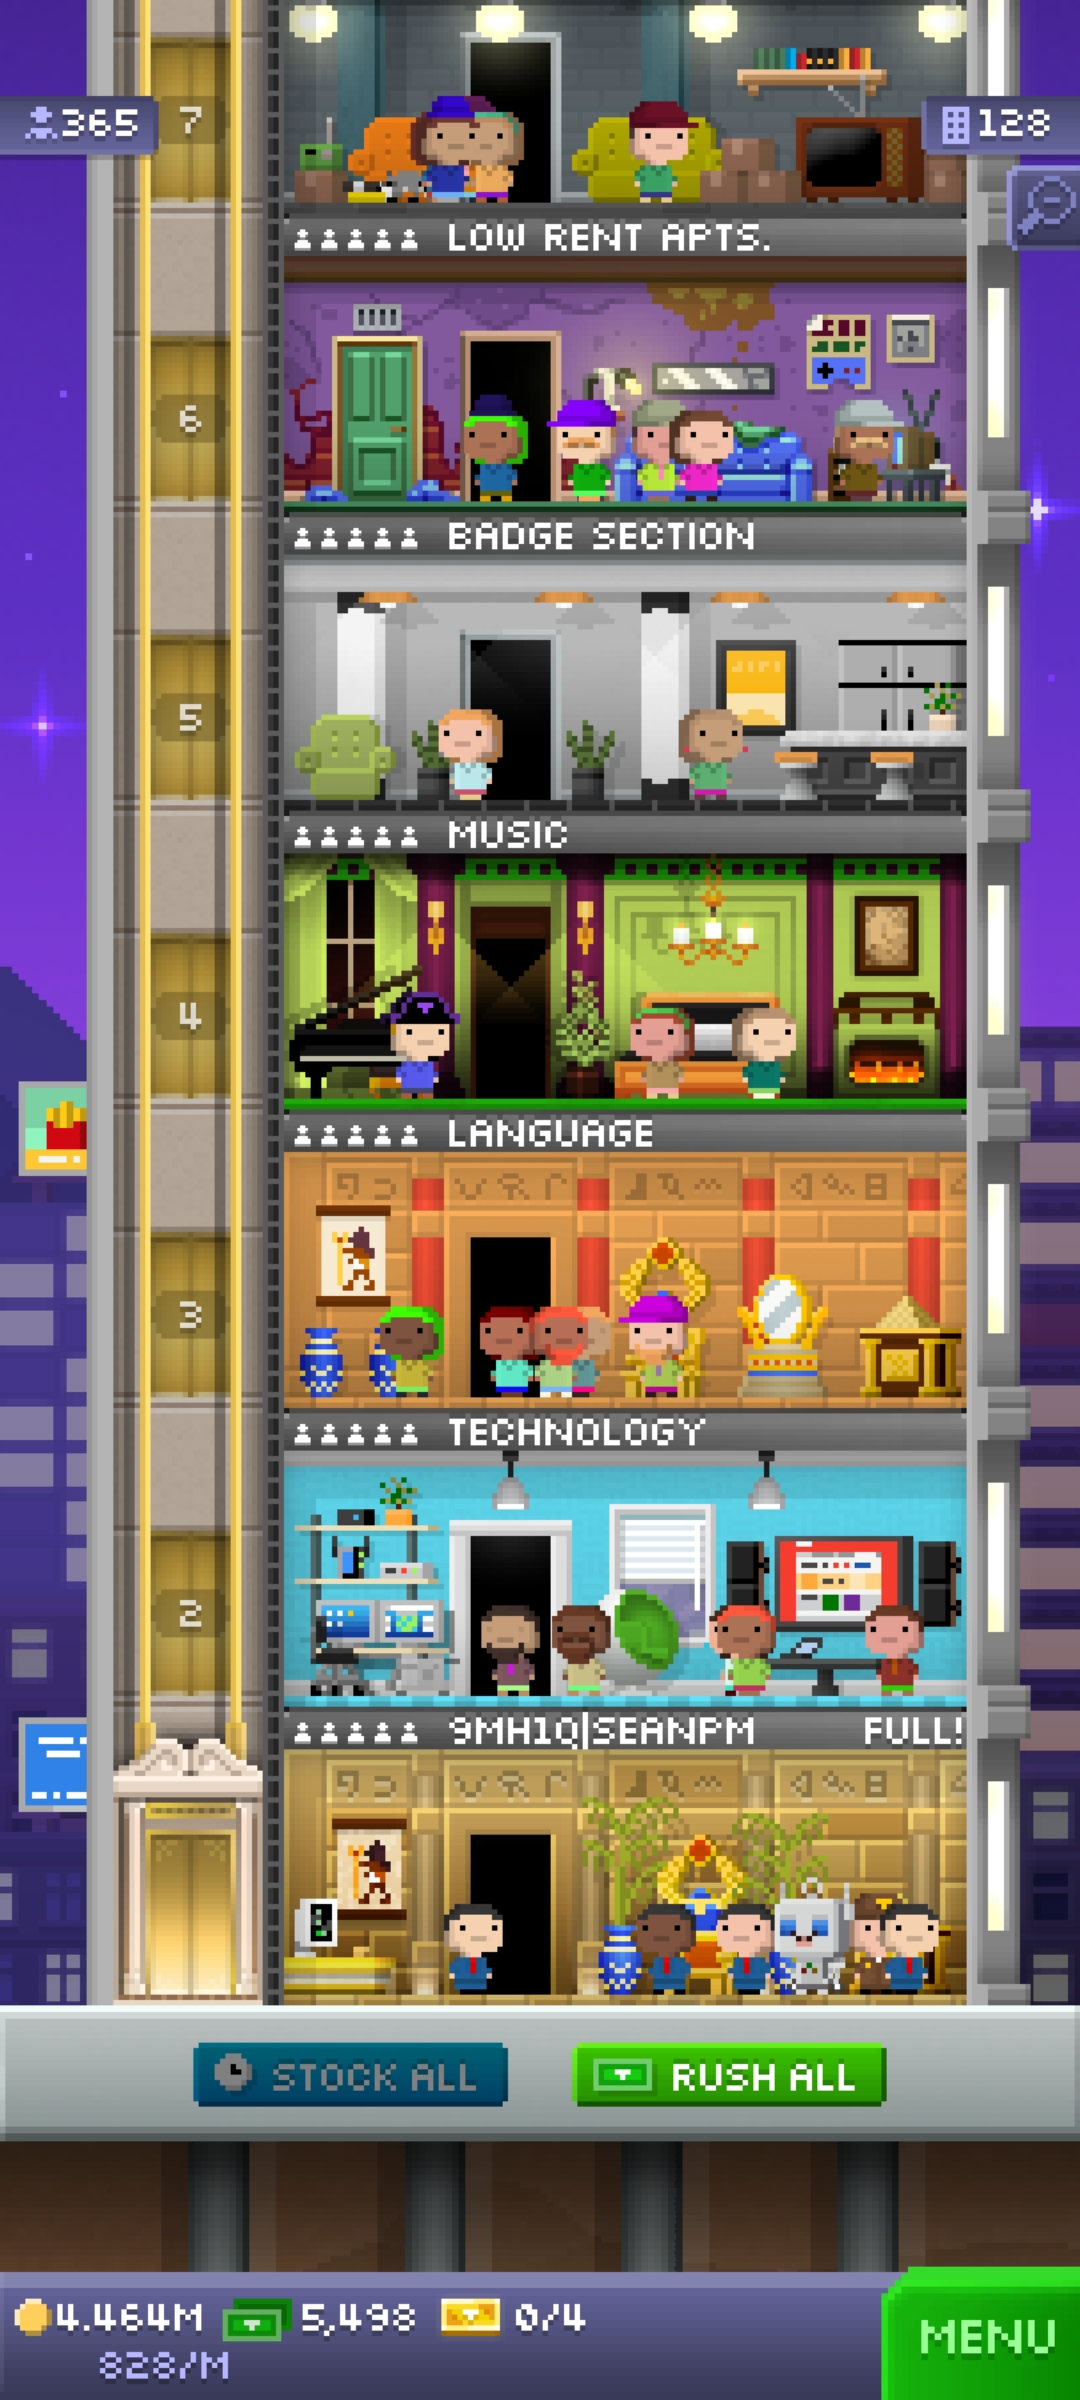 365
7
128
LOW RENT APTS.
6
BADGE SECTION
5
MUSIC
4
LANGUAGE
3
TECHNOLOGY
2
9MH1Q|SEANPM FULL!
STOCK ALL
RUSH ALL
4.464M 5,498 0/4
828/M
MENU